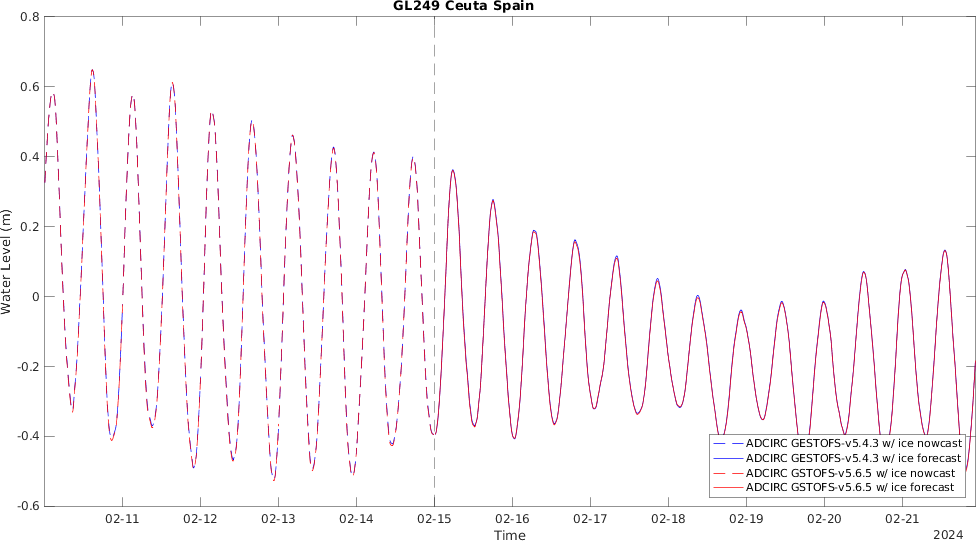 GL249 Ceuta Spain
0.8
0.6
0.4
0.2
0
-0.2
-0.4
-0.6
Water Level (m)
ADCIRC GESTOFS-v5.4.3 w/ ice nowcast
ADCIRC GESTOFS-v5.4.3 w/ ice forecast
ADCIRC GSTOFS-v5.6.5 w/ ice nowcast
ADCIRC GSTOFS-v5.6.5 w/ ice forecast
02-11 02-12 02-13 02-14 02-15 02-16 02-17 02-18 02-19 02-20 02-21
Time
2024